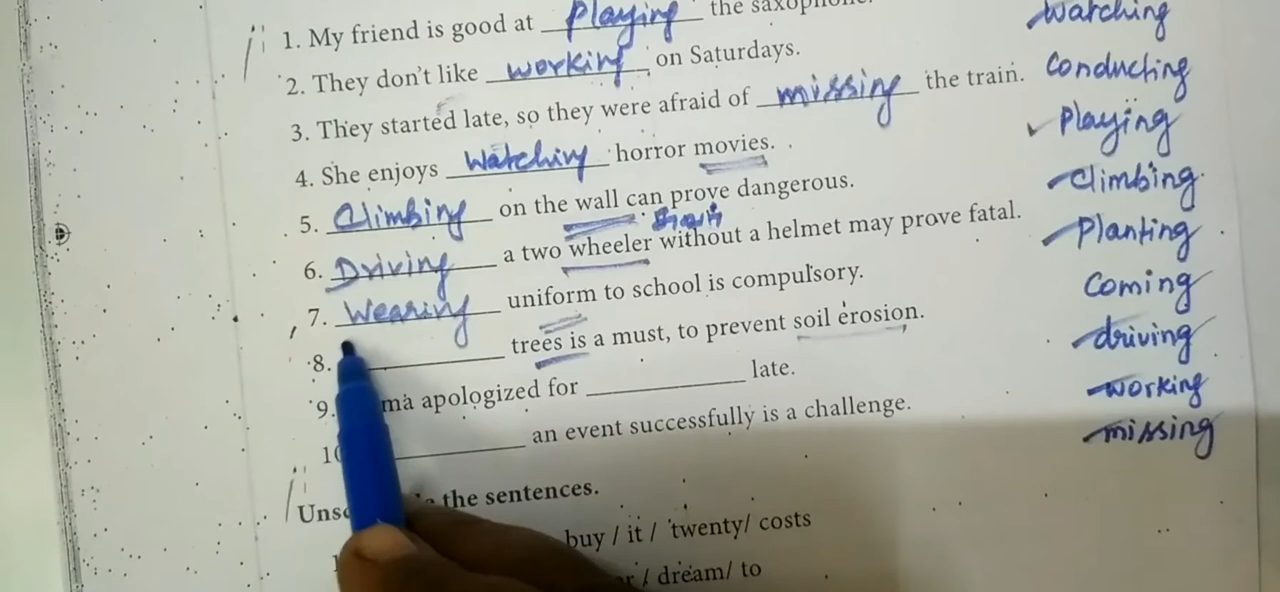 1. My friend is good at playing the saxophone.
2. They don't like working on Saturdays.
3. They started late, so they were afraid of missing the train.
4. She enjoys watching horror movies.
5. Climbing on the wall can prove dangerous.
6. Driving a two wheeler without a helmet may prove fatal.
7. Wearing uniform to school is compulsory.
8. trees is a must, to prevent soil erosion.
9. apologized for late.
an event successfully is a challenge.
the sentences.
buy / it / twenty/ costs
/ dream/ to
watching
Conducting
Playing
Climbing
Planting
Coming
driving
working
missing